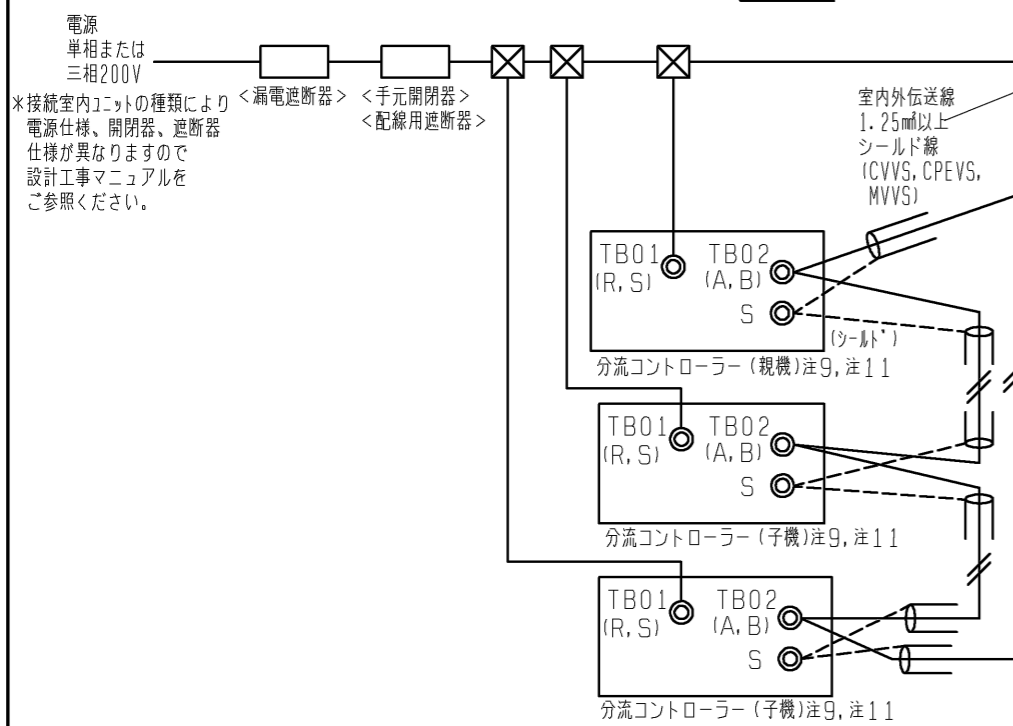 電源
単相または
三相200V
*接続室内ユニットの種類により
電源仕様、開閉器、遮断器
仕様が異なりますので
設計工事マニュアルを
ご参照ください。
<漏電遮断器>
<手元開閉器>
<配線用遮断器>
室内外伝送線
1.25㎟以上
シールド線
(CVVS,CPEVS,
MVVS)
TB01
(R,S)
TB02
(A,B)
S
(シールド)
分流コントローラー(親機)注9,注11
TB01
(R,S)
TB02
(A,B)
S
分流コントローラー(子機)注9,注11
TB01
(R,S)
TB02
(A,B)
S
分流コントローラー(子機)注9,注11